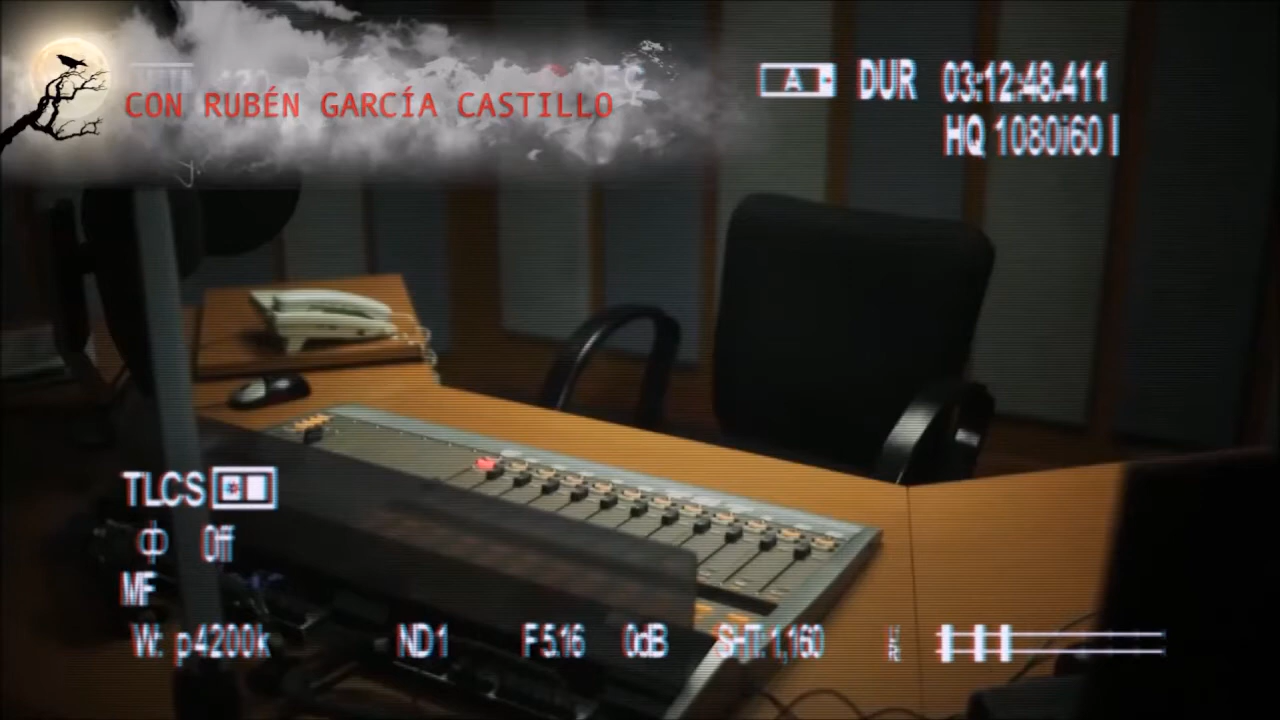 CON RUBÉN GARCÍA CASTILLO
REC
A DUR 03:12:48.411
HQ 1080i60
TLCS
Off
MF
W: p4200k ND1 F5.16 0dB SHT:1,160